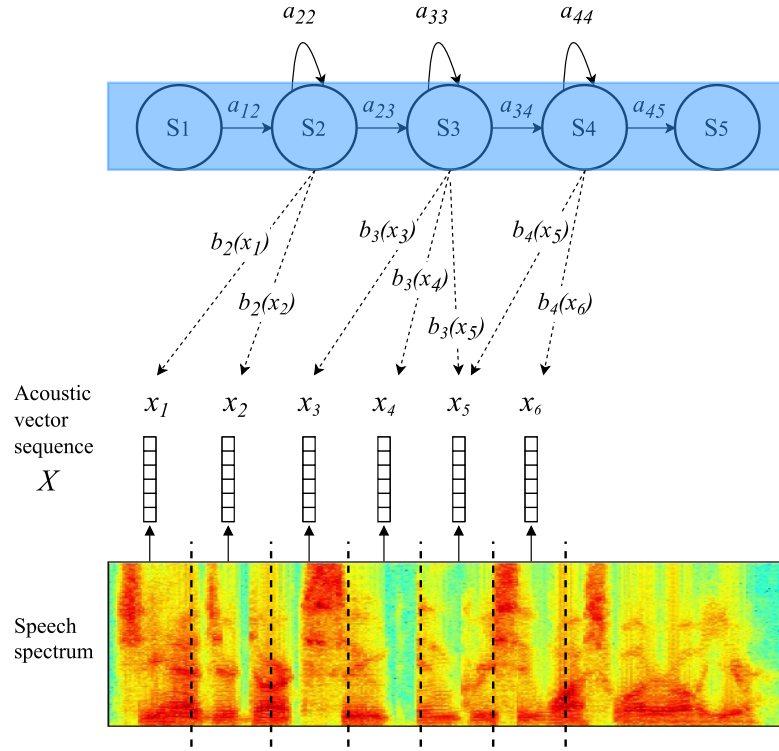 a22 a33 a44
S1 a12 S2 a23 S3 a34 S4 a45 S5
b2(x1) b3(x3) b4(x5)
b3(x4)
b2(x2) b4(x6)
b3(x5)
Acoustic
vector
sequence
X
x1 x2 x3 x4 x5 x6
Speech
spectrum